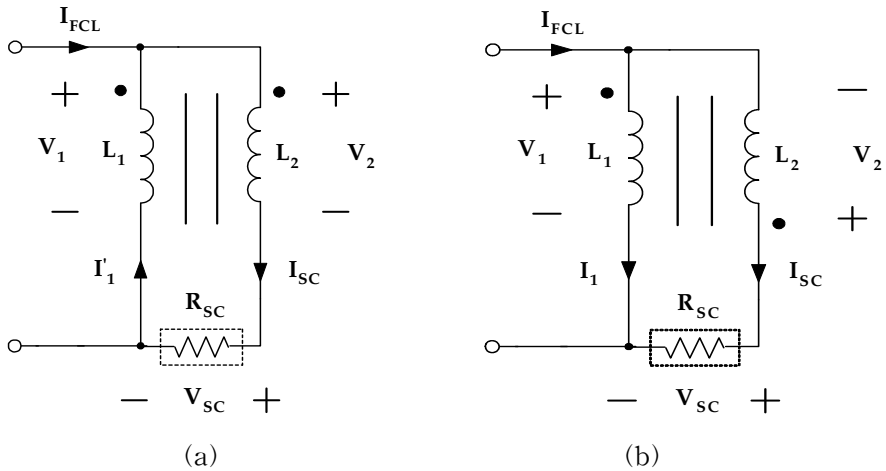 I_FCL
+ + 
V_1 L_1 L_2 V_2
— —
I'_1 I_SC
R_SC
— V_SC +
(a)
I_FCL
+ —
V_1 L_1 L_2 V_2
— +
I_1 I_SC
R_SC
— V_SC +
(b)